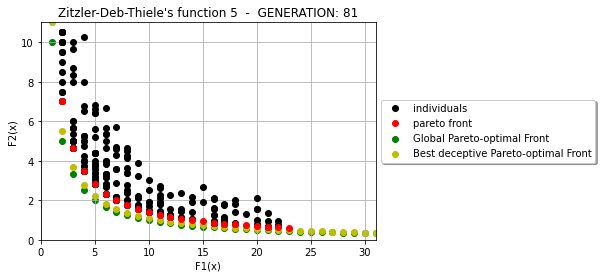 Zitzler-Deb-Thiele's function 5 - GENERATION: 81
10
8
6
4
2
0
F2(x)
0 5 10 15 20 25 30
F1(x)
individuals
pareto front
Global Pareto-optimal Front
Best deceptive Pareto-optimal Front